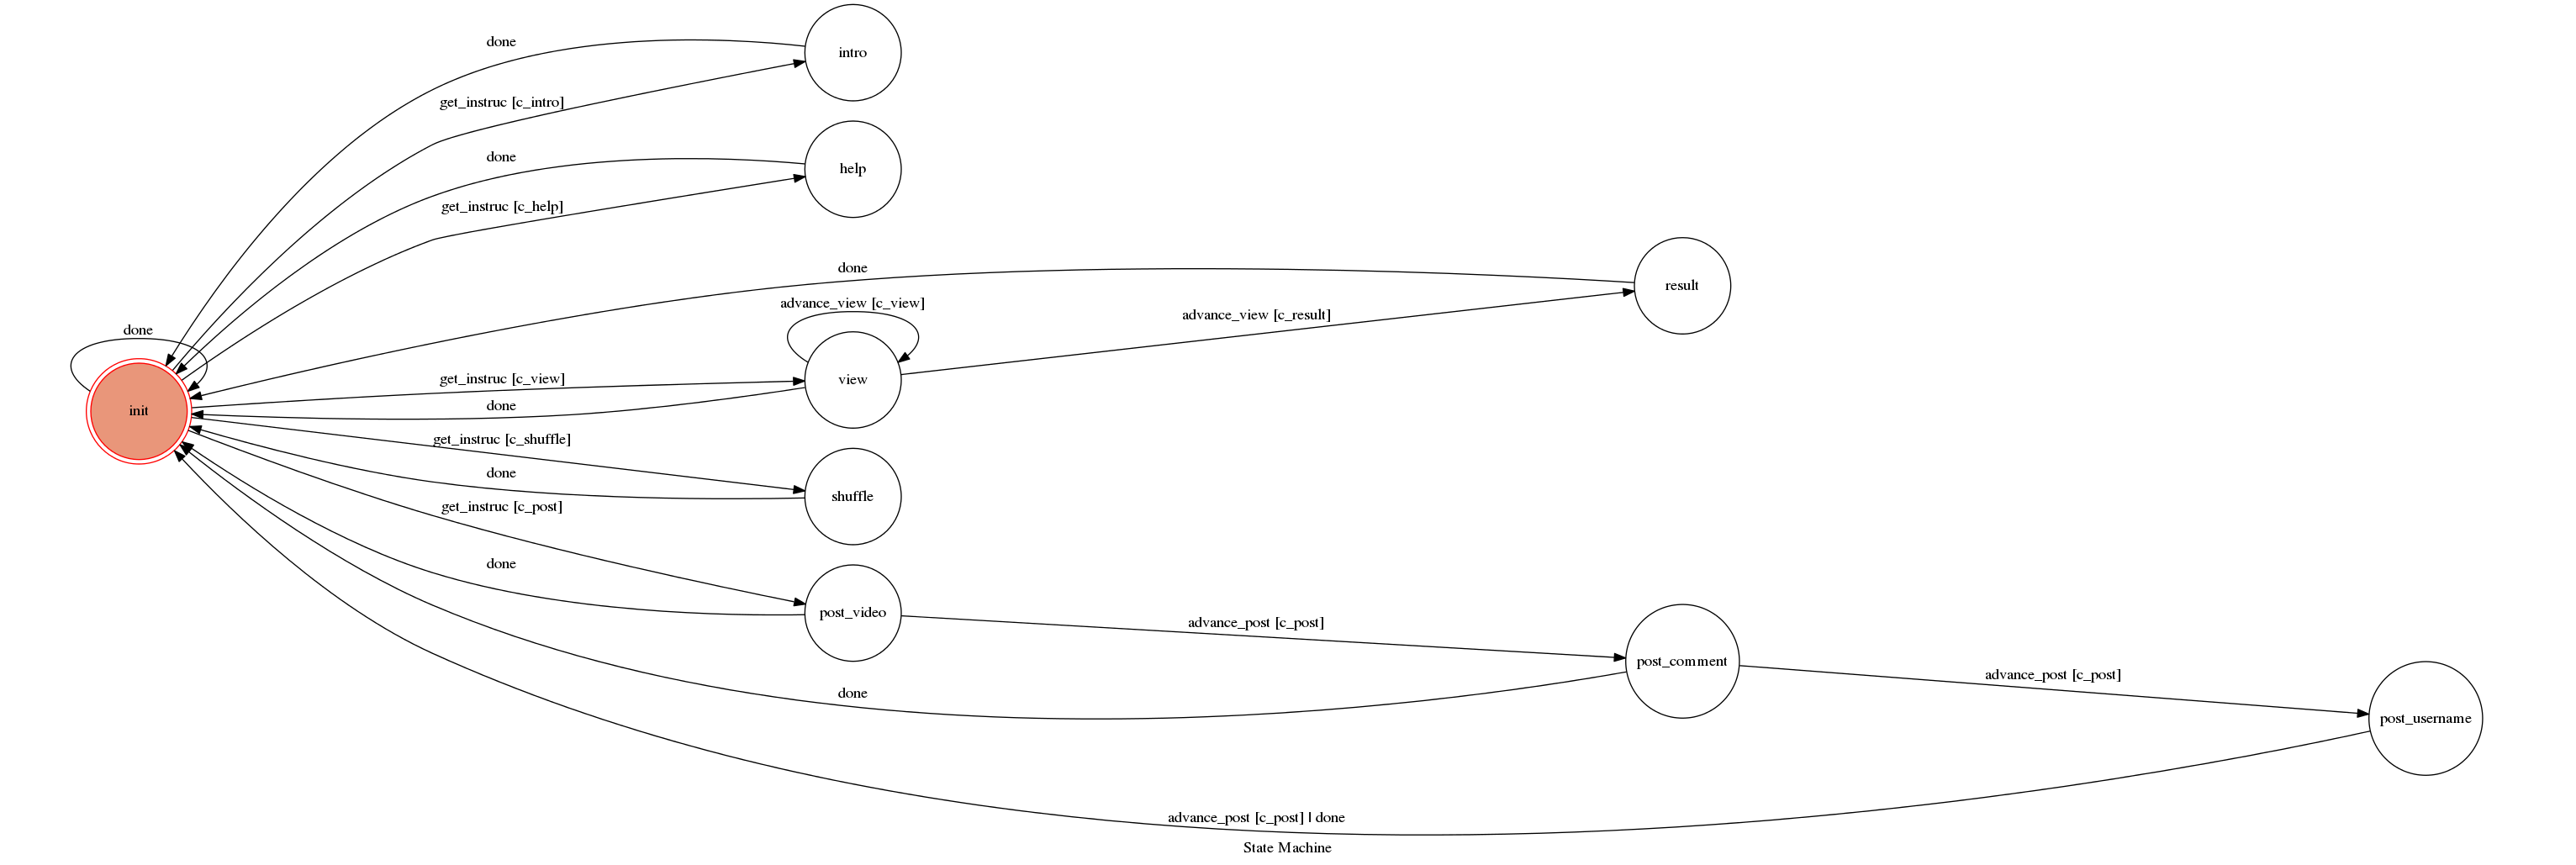 intro
done
get_instruc [c_intro]
done
help
get_instruc [c_help]
done
result
advance_view [c_view]
advance_view [c_result]
done
get_instruc [c_view]
view
done
init
get_instruc [c_shuffle]
done
shuffle
get_instruc [c_post]
done
post_video
advance_post [c_post]
post_comment
advance_post [c_post]
done
post_username
advance_post [c_post] | done
State Machine